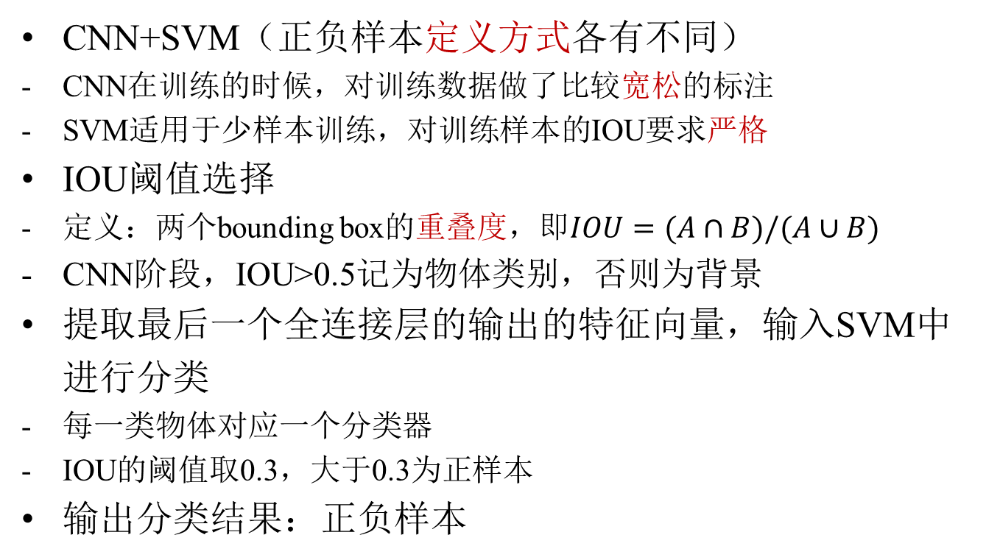 • CNN+SVM（正负样本定义方式各有不同）
- CNN在训练的时候，对训练数据做了比较宽松的标注
- SVM适用于少样本训练，对训练样本的IOU要求严格
• IOU阈值选择
- 定义：两个bounding box的重叠度，即𝐼𝑂𝑈 = (𝐴 ∩ 𝐵)/(𝐴 ∪ 𝐵)
- CNN阶段，IOU>0.5记为物体类别，否则为背景
• 提取最后一个全连接层的输出的特征向量，输入SVM中
进行分类
- 每一类物体对应一个分类器
- IOU的阈值取0.3，大于0.3为正样本
• 输出分类结果：正负样本